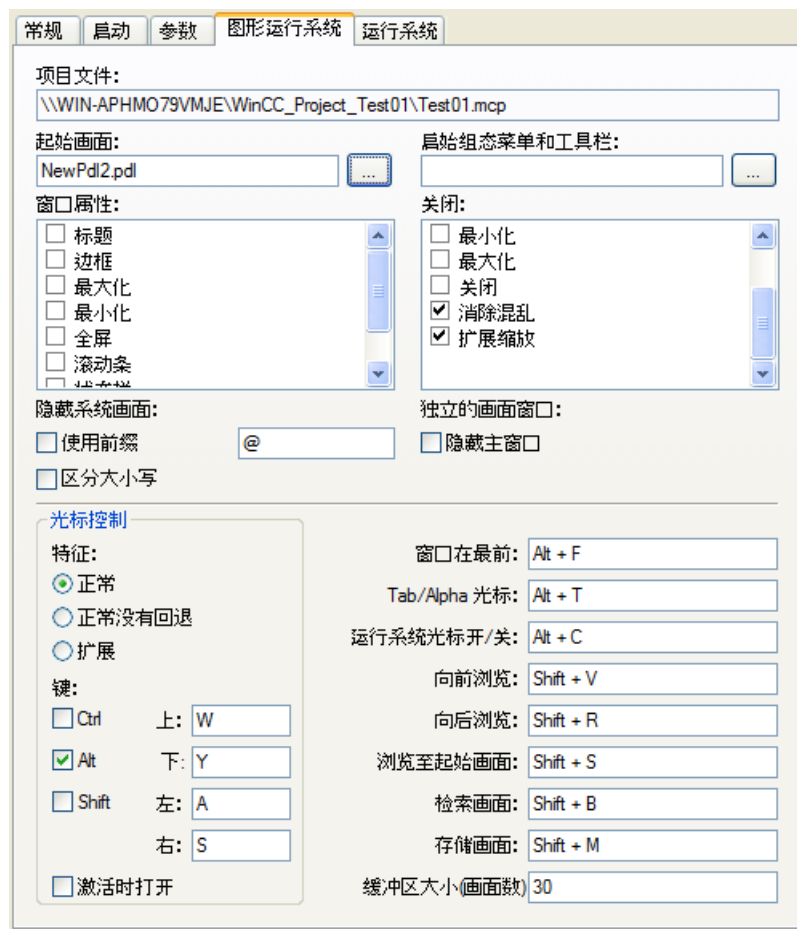 常规 启动 参数 图形运行系统 运行系统
项目文件:
\\WIN-APHMO79VMJE\WinCC_Project_Test01\Test01.mcp
起始画面: 启始组态菜单和工具栏:
NewPdl2.pdl ... ...
窗口属性: 关闭:
标题 最小化
边框 最大化
最大化 关闭
最小化 消除混乱
全屏 扩展缩放
滚动条
隐藏系统画面: 独立的画面窗口:
使用前缀 @ 隐藏主窗口
区分大小写
光标控制
特征: 窗口在最前: Alt + F
正常 Tab/Alpha 光标: Alt + T
正常没有回退 运行系统光标开/关: Alt + C
扩展 向前浏览: Shift + V
键:
Ctrl 上: W 向后浏览: Shift + R
Alt 下: Y 浏览至起始画面: Shift + S
Shift 左: A 检索画面: Shift + B
右: S 存储画面: Shift + M
激活时打开 缓冲区大小(画面数) 30